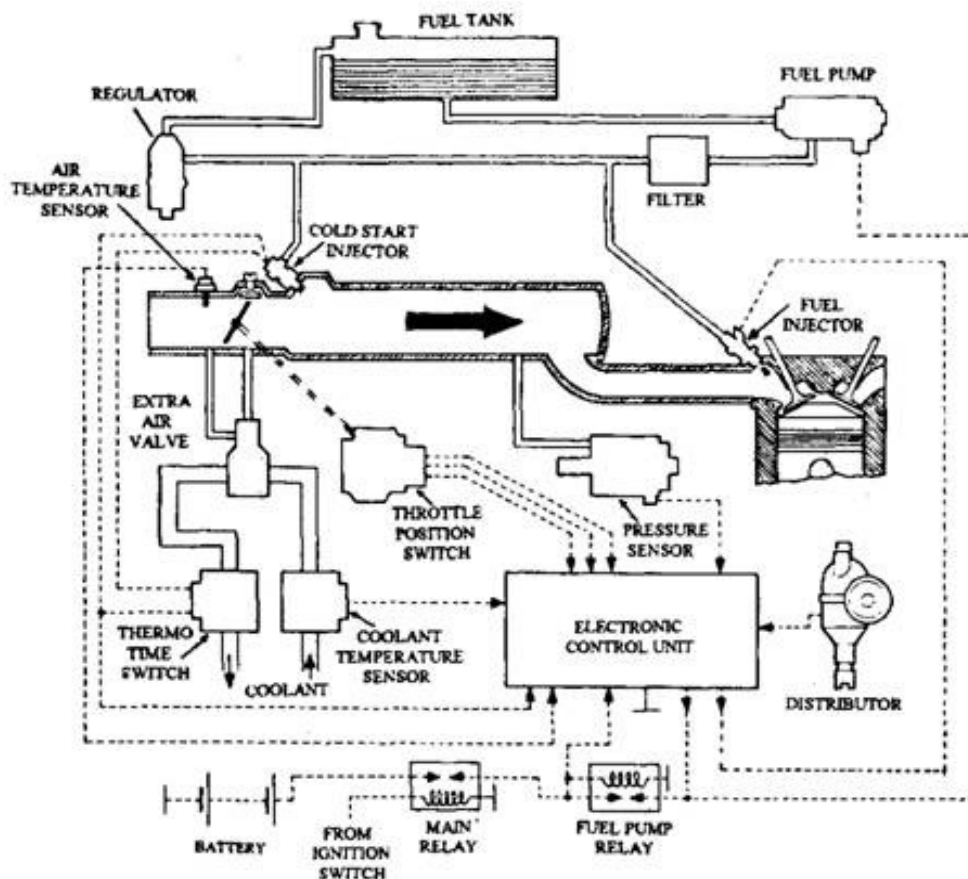 FUEL TANK
FUEL PUMP
REGULATOR
AIR
TEMPERATURE
SENSOR
FILTER
COLD START
INJECTOR
FUEL
INJECTOR
EXTRA
AIR
VALVE
THROTTLE
POSITION
SWITCH
PRESSURE
SENSOR
THERMO
TIME
SWITCH
COOLANT
TEMPERATURE
SENSOR
COOLANT
ELECTRONIC
CONTROL UNIT
DISTRIBUTOR
BATTERY
FROM
IGNITION
SWITCH
MAIN
RELAY
FUEL PUMP
RELAY